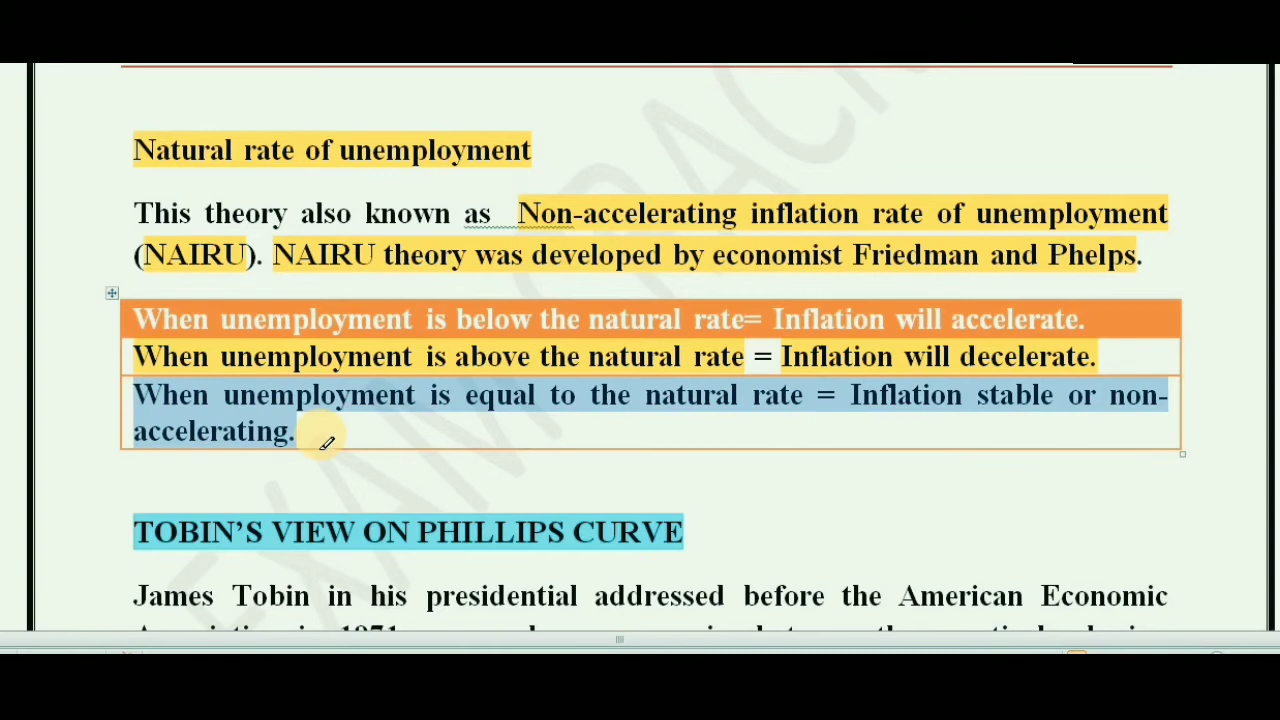 Natural rate of unemployment
This theory also known as Non-accelerating inflation rate of unemployment
(NAIRU). NAIRU theory was developed by economist Friedman and Phelps.
When unemployment is below the natural rate= Inflation will accelerate.
When unemployment is above the natural rate = Inflation will decelerate.
When unemployment is equal to the natural rate = Inflation stable or non-
accelerating.
TOBIN’S VIEW ON PHILLIPS CURVE
James Tobin in his presidential addressed before the American Economic